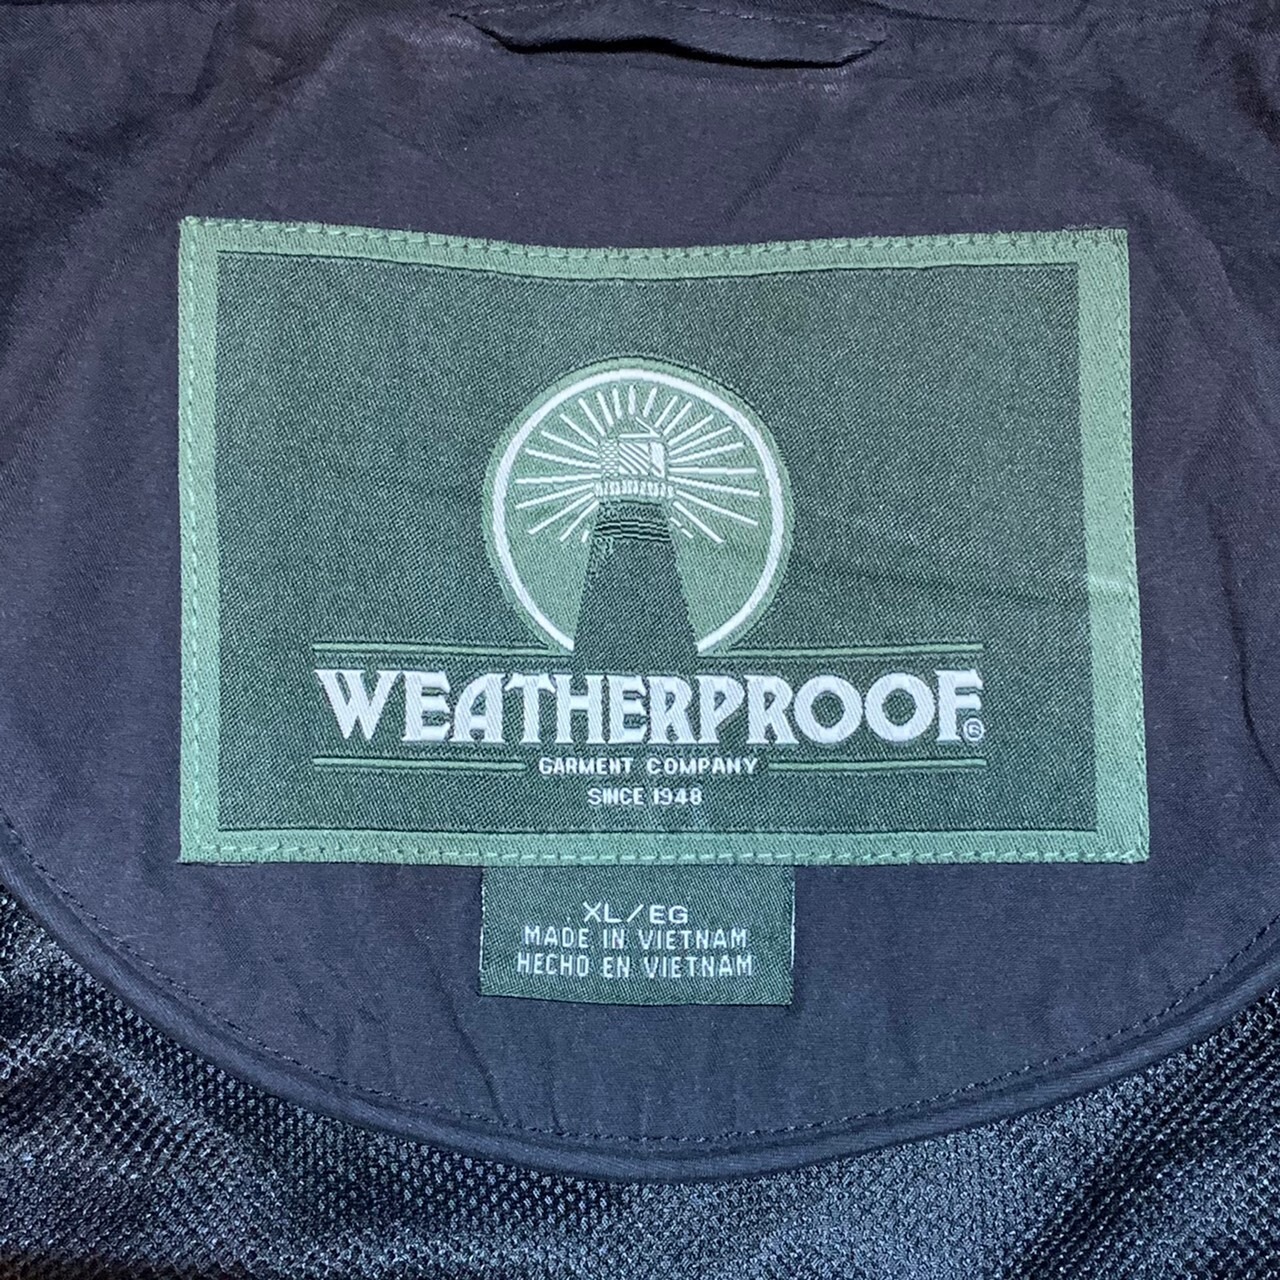 WEATHERPROOF®
GARMENT COMPANY
SINCE 1948
XL/EG
MADE IN VIETNAM
HECHO EN VIETNAM